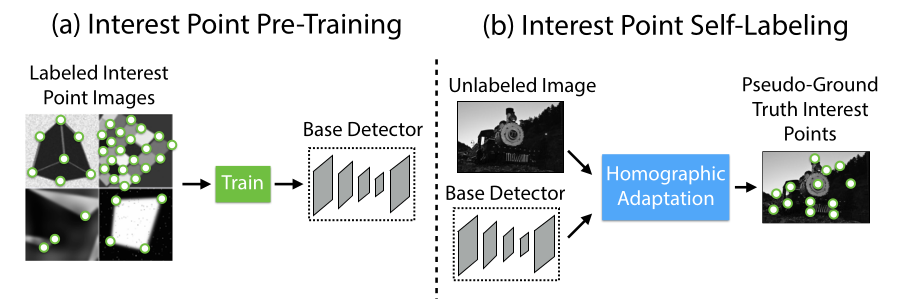 (a) Interest Point Pre-Training
Labeled Interest
Point Images
Train
Base Detector
(b) Interest Point Self-Labeling
Unlabeled Image
Base Detector
Homographic
Adaptation
Pseudo-Ground
Truth Interest
Points